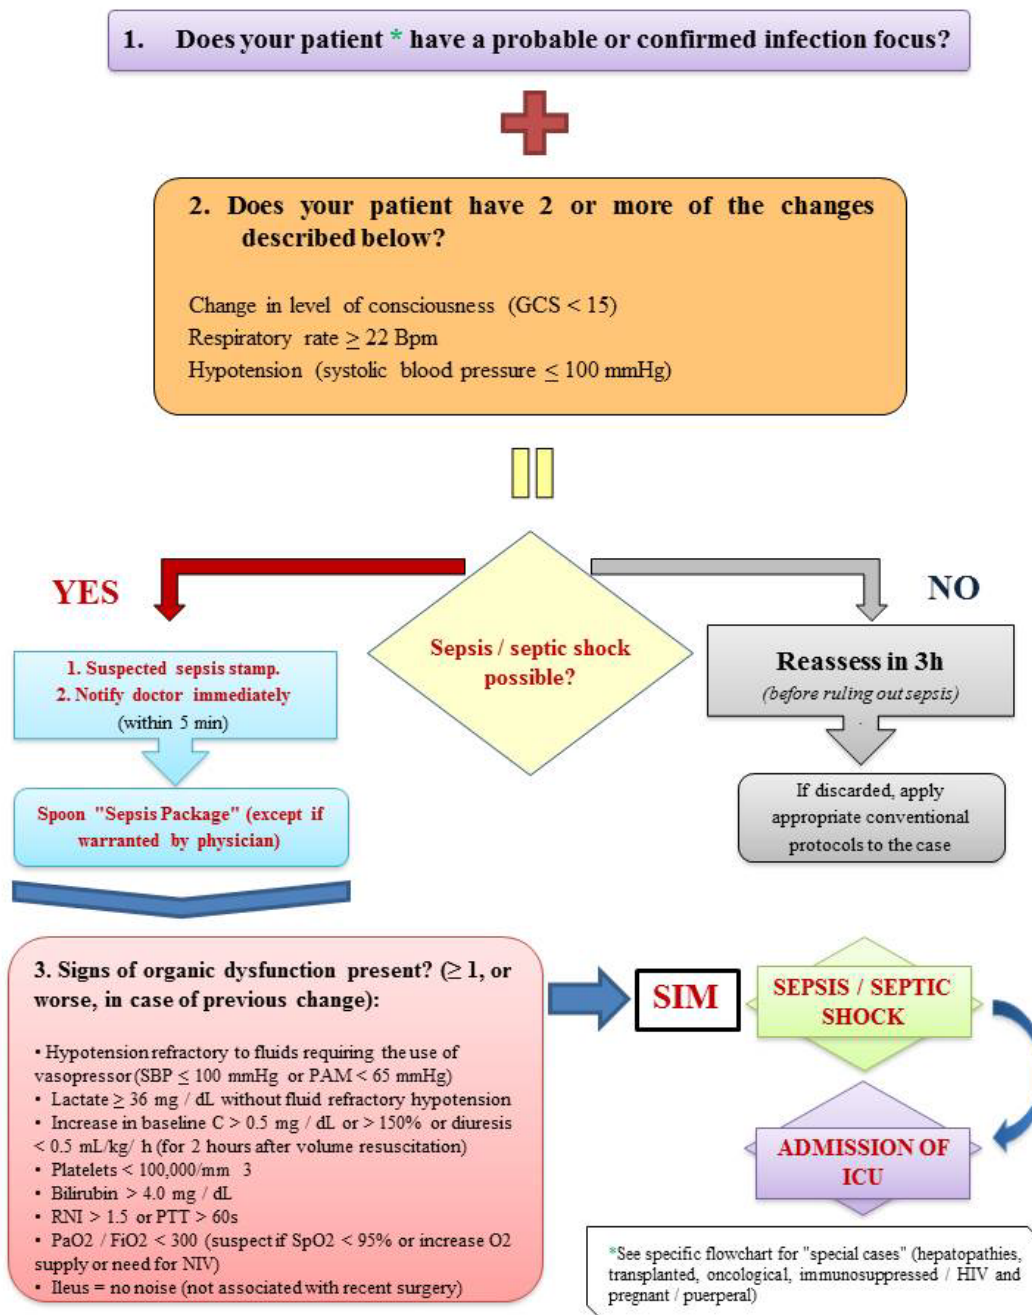 1. Does your patient * have a probable or confirmed infection focus?
2. Does your patient have 2 or more of the changes
described below?
Change in level of consciousness (GCS < 15)
Respiratory rate ≥ 22 Bpm
Hypotension (systolic blood pressure ≤ 100 mmHg)
YES
NO
Sepsis / septic shock
possible?
1. Suspected sepsis stamp.
2. Notify doctor immediately
(within 5 min)
Reassess in 3h
(before ruling out sepsis)
.
Spoon "Sepsis Package" (except if
warranted by physician)
If discarded, apply
appropriate conventional
protocols to the case
3. Signs of organic dysfunction present? (≥ 1, or
worse, in case of previous change):
• Hypotension refractory to fluids requiring the use of
vasopressor (SBP ≤ 100 mmHg or PAM < 65 mmHg)
• Lactate ≥ 36 mg / dL without fluid refractory hypotension
• Increase in baseline C > 0.5 mg / dL or > 150% or diuresis
< 0.5 mL/kg/ h (for 2 hours after volume resuscitation)
• Platelets < 100,000/mm 3
• Bilirubin > 4.0 mg / dL
• RNI > 1.5 or PTT > 60s
• PaO2 / FiO2 < 300 (suspect if SpO2 < 95% or increase O2
supply or need for NIV)
• Ileus = no noise (not associated with recent surgery)
SIM
SEPSIS / SEPTIC
SHOCK
ADMISSION OF
ICU
*See specific flowchart for "special cases" (hepatopathies,
transplanted, oncological, immunosuppressed / HIV and
pregnant / puerperal)